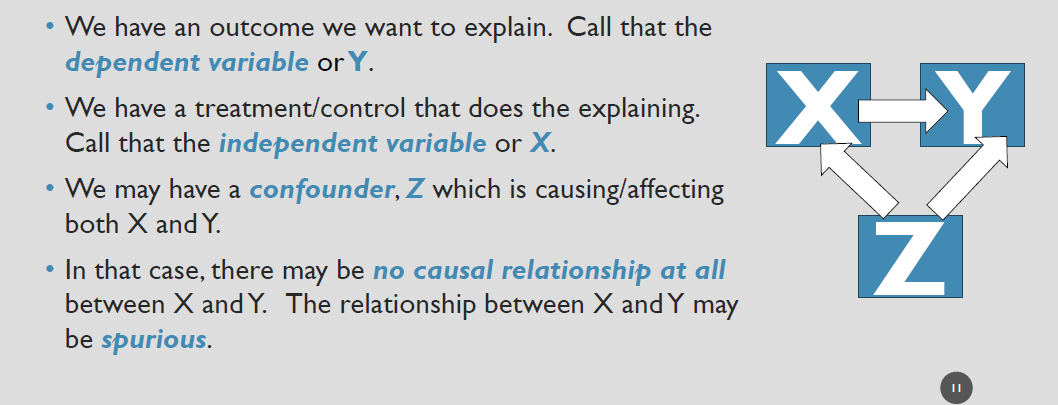 • We have an outcome we want to explain. Call that the
dependent variable or Y.
• We have a treatment/control that does the explaining.
Call that the independent variable or X.
• We may have a confounder, Z which is causing/affecting
both X and Y.
• In that case, there may be no causal relationship at all
between X and Y. The relationship between X and Y may
be spurious.
X
Y
Z
11